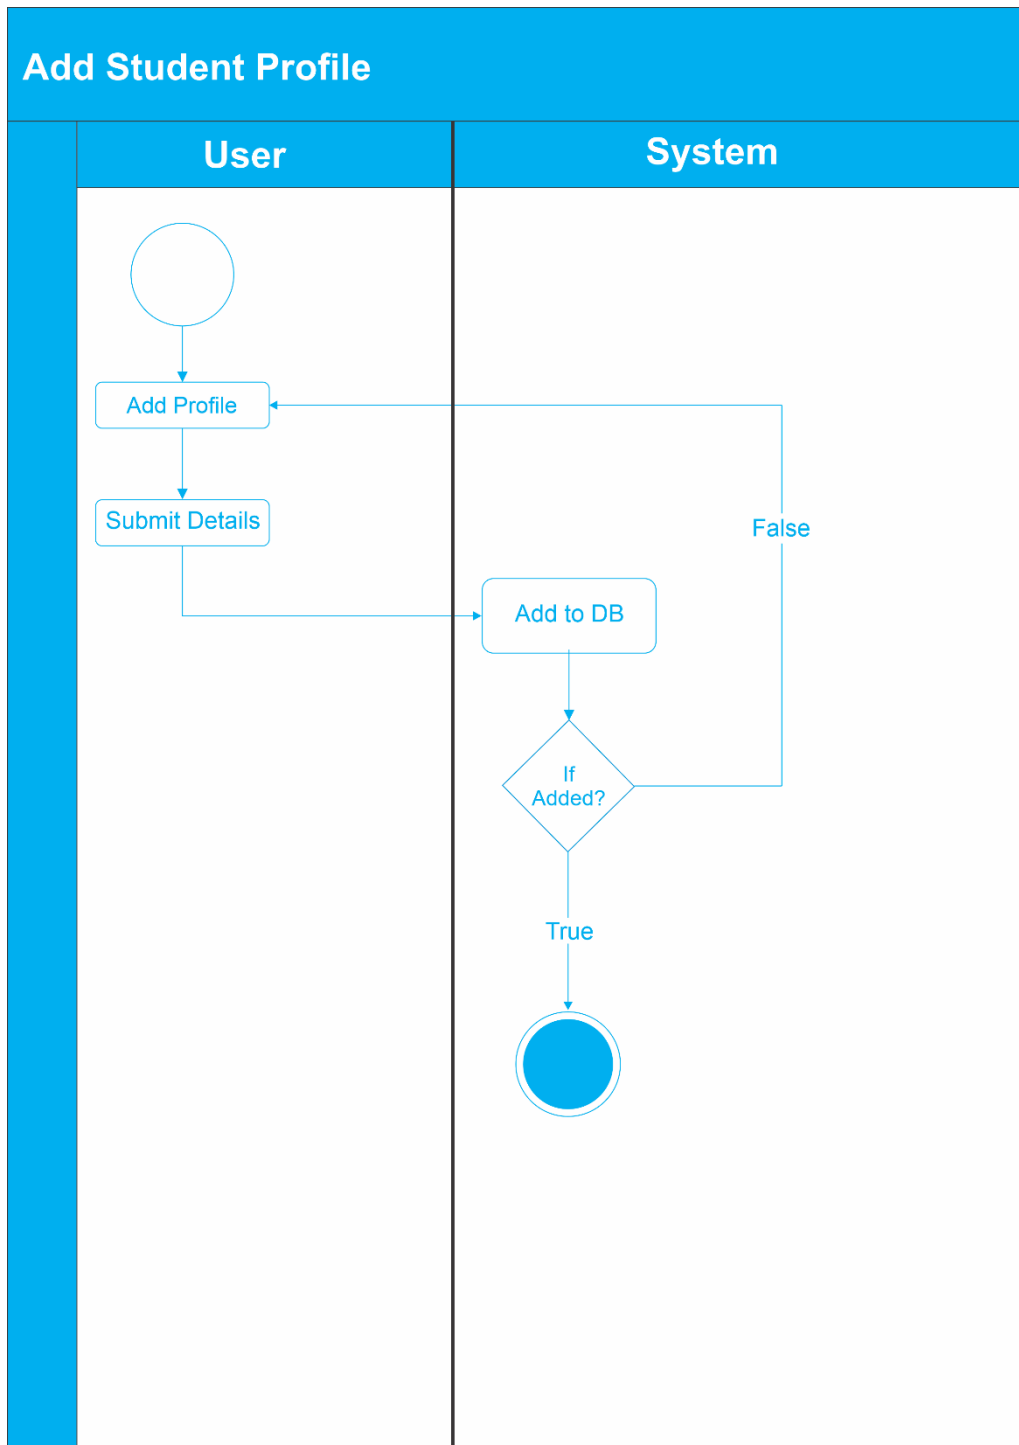 Add Student Profile
User
System
Add Profile
Submit Details
False
Add to DB
If
Added?
True